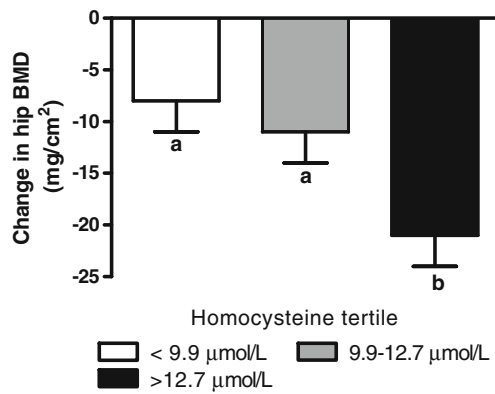 0
-5
-10
-15
-20
-25
Change in hip BMD
(mg/cm²)
a
a
b
Homocysteine tertile
< 9.9 μmol/L
9.9-12.7 μmol/L
>12.7 μmol/L